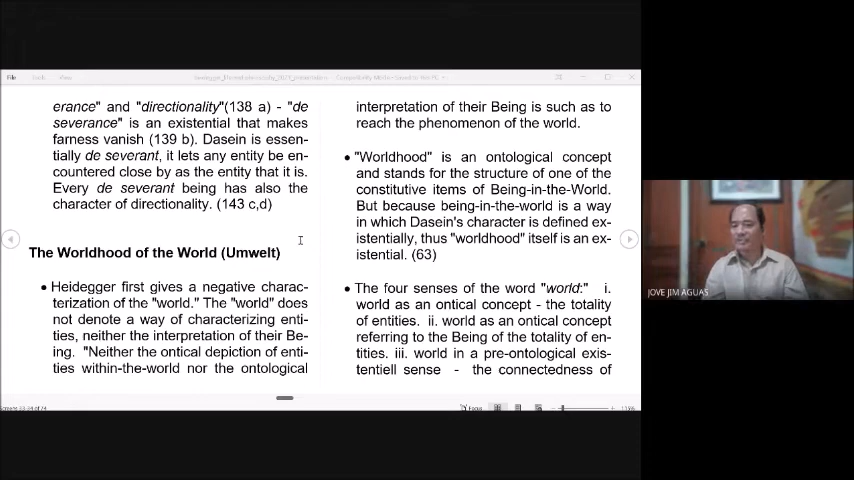 File
erance" and "directionality"(138 a) - "de
severance" is an existential that makes
farness vanish (139 b). Dasein is essen-
tially de severant, it lets any entity be en-
countered close by as the entity that it is.
Every de severant being has also the
character of directionality. (143 c,d)
The Worldhood of the World (Umwelt)
• Heidegger first gives a negative charac-
terization of the "world." The "world" does
not denote a way of characterizing enti-
ties, neither the interpretation of their Be-
ing. "Neither the ontical depiction of enti-
ties within-the-world nor the ontological
interpretation of their Being is such as to
reach the phenomenon of the world.
• "Worldhood" is an ontological concept
and stands for the structure of one of the
constitutive items of Being-in-the-World.
But because being-in-the-world is a way
in which Dasein's character is defined ex-
istentially, thus "worldhood" itself is an ex-
istential. (63)
• The four senses of the word "world:" i.
world as an ontical concept - the totality
of entities. ii. world as an ontical concept
referring to the Being of the totality of en-
tities. iii. world in a pre-ontological exis-
tentiell sense - the connectedness of
Focus
JOVE JIM AGUAS